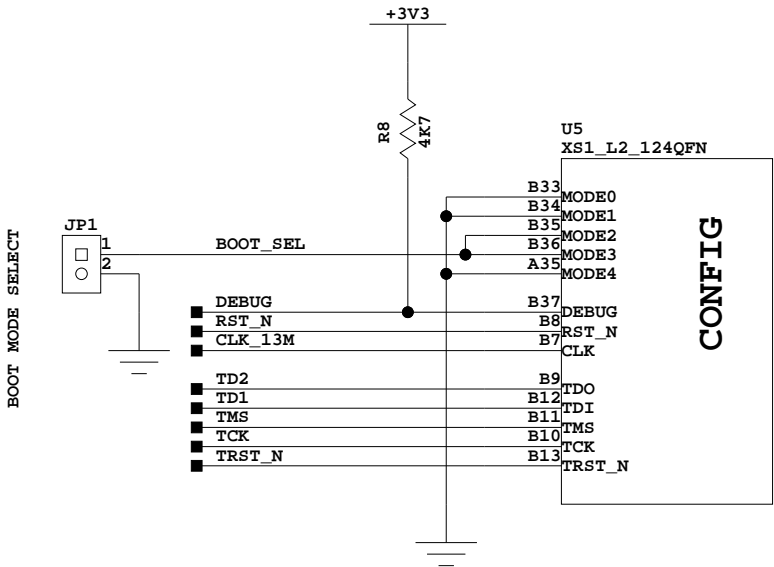 +3V3
R8
4K7
U5
XS1_L2_124QFN
B33
MODE0
B34
MODE1
B35
MODE2
B36
MODE3
A35
MODE4
CONFIG
JP1
1
2
BOOT_SEL
BOOT MODE SELECT
DEBUG
B37
DEBUG
RST_N
B8
RST_N
CLK_13M
B7
CLK
TD2
B9
TDO
TD1
B12
TDI
TMS
B11
TMS
TCK
B10
TCK
TRST_N
B13
TRST_N